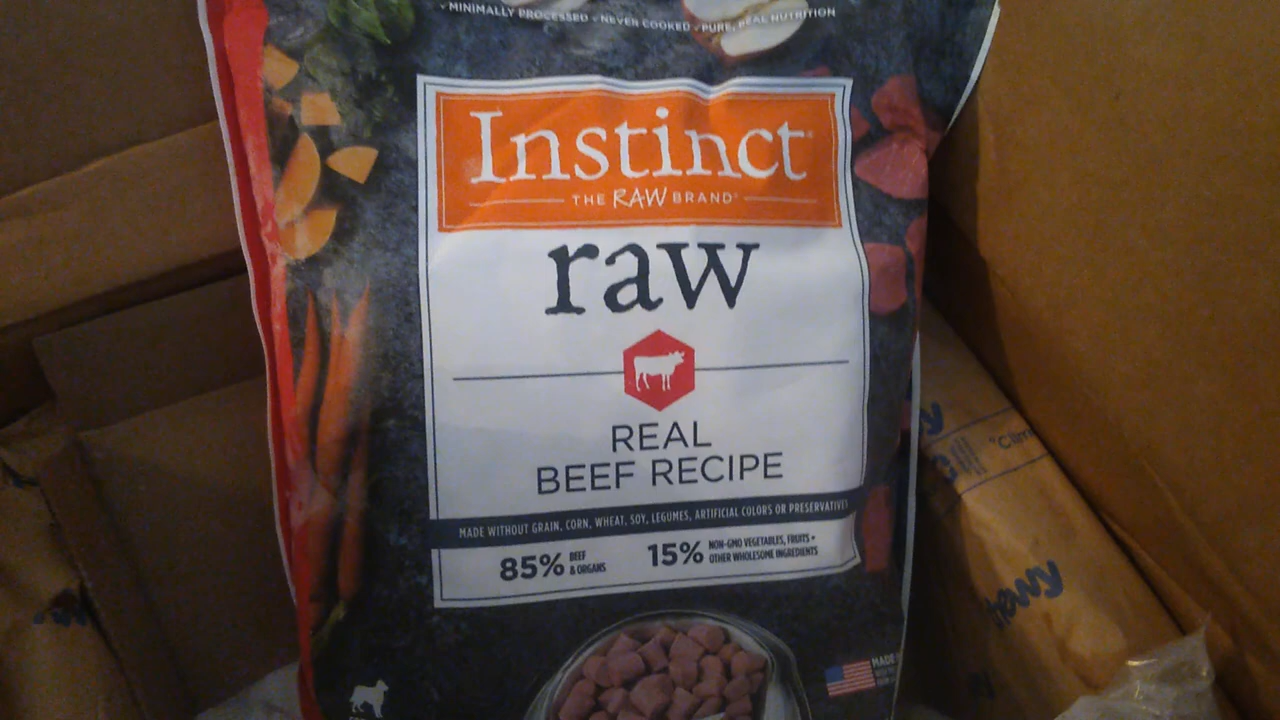 - MINIMALLY PROCESSED - NEVER COOKED - PURE, REAL NUTRITION
Instinct®
THE RAW BRAND®
raw
REAL
BEEF RECIPE
MADE WITHOUT GRAIN, CORN, WHEAT, SOY, LEGUMES, ARTIFICIAL COLORS OR PRESERVATIVES
85% BEEF
& ORGANS
15% NON-GMO VEGETABLES, FRUITS +
OTHER WHOLESOME INGREDIENTS
MADE
y
"Clim
hewy